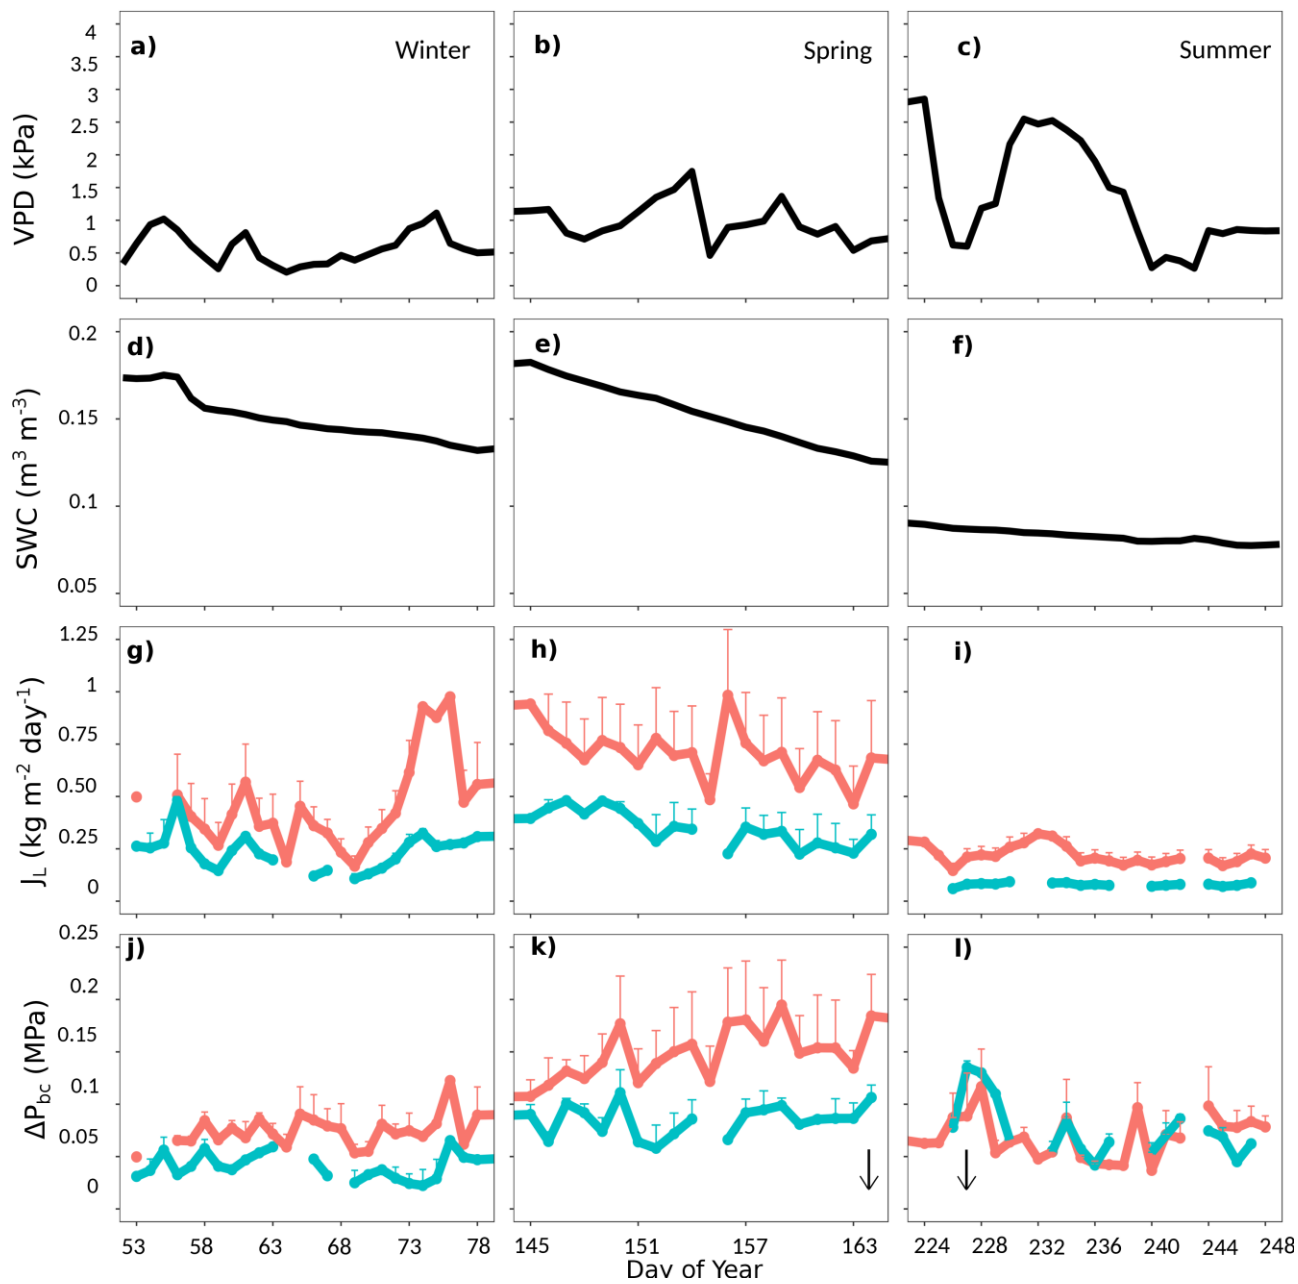 a) Winter
b) Spring
c) Summer
VPD (kPa)
4
3.5
3
2.5
2
1.5
1
0.5
0
d)
e)
f)
SWC (m³ m⁻³)
0.2
0.15
0.1
0.05
g)
h)
i)
J_L (kg m⁻² day⁻¹)
1.25
1
0.75
0.50
0.25
0
j)
k)
l)
ΔP_bc (MPa)
0.25
0.2
0.15
0.1
0.05
0
53 58 63 68 73 78
145 151 157 163
224 228 232 236 240 244 248
Day of Year